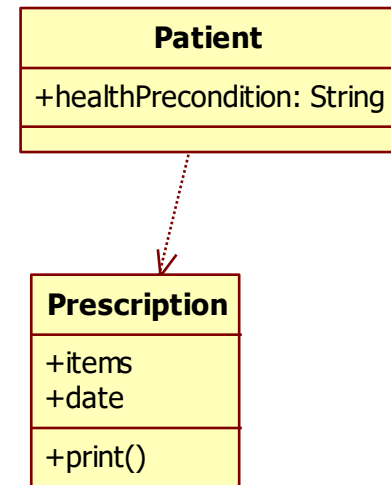 Patient
+healthPrecondition: String
Prescription
+items
+date
+print()